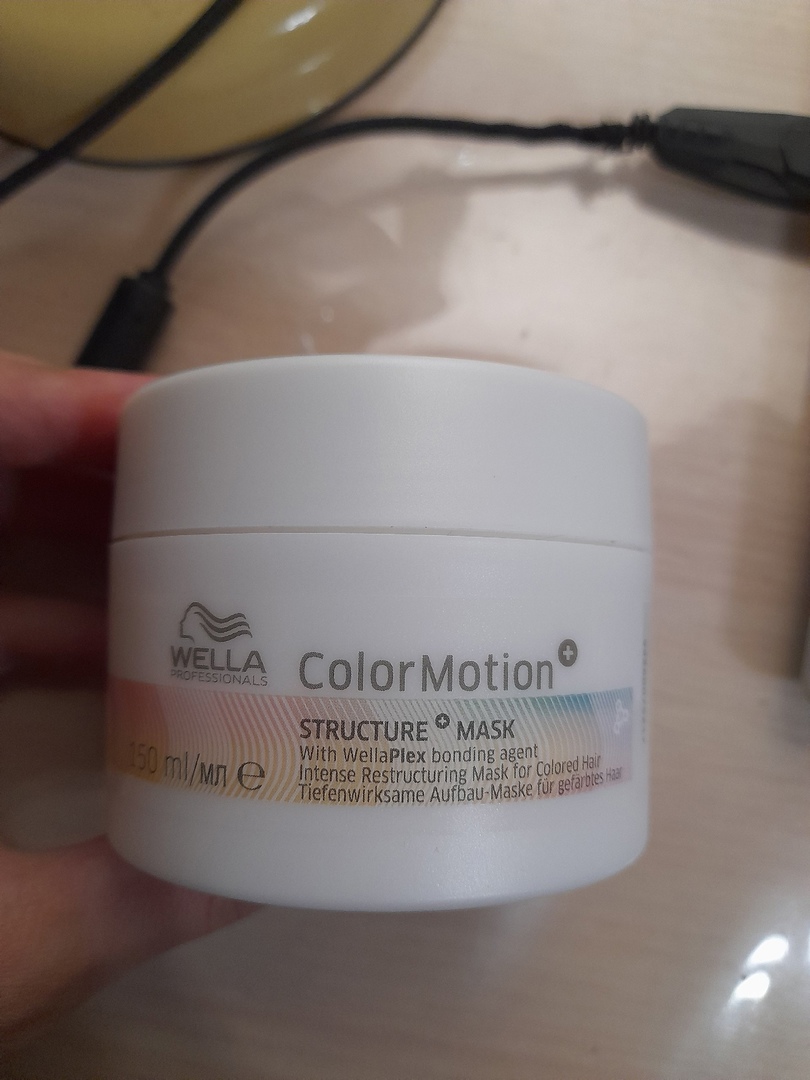 WELLA
PROFESSIONALS
ColorMotion+
STRUCTURE + MASK
With WellaPlex bonding agent
Intense Restructuring Mask for Colored Hair
Tiefenwirksame Aufbau-Maske für gefärbtes Haar
150 ml/мл ℮